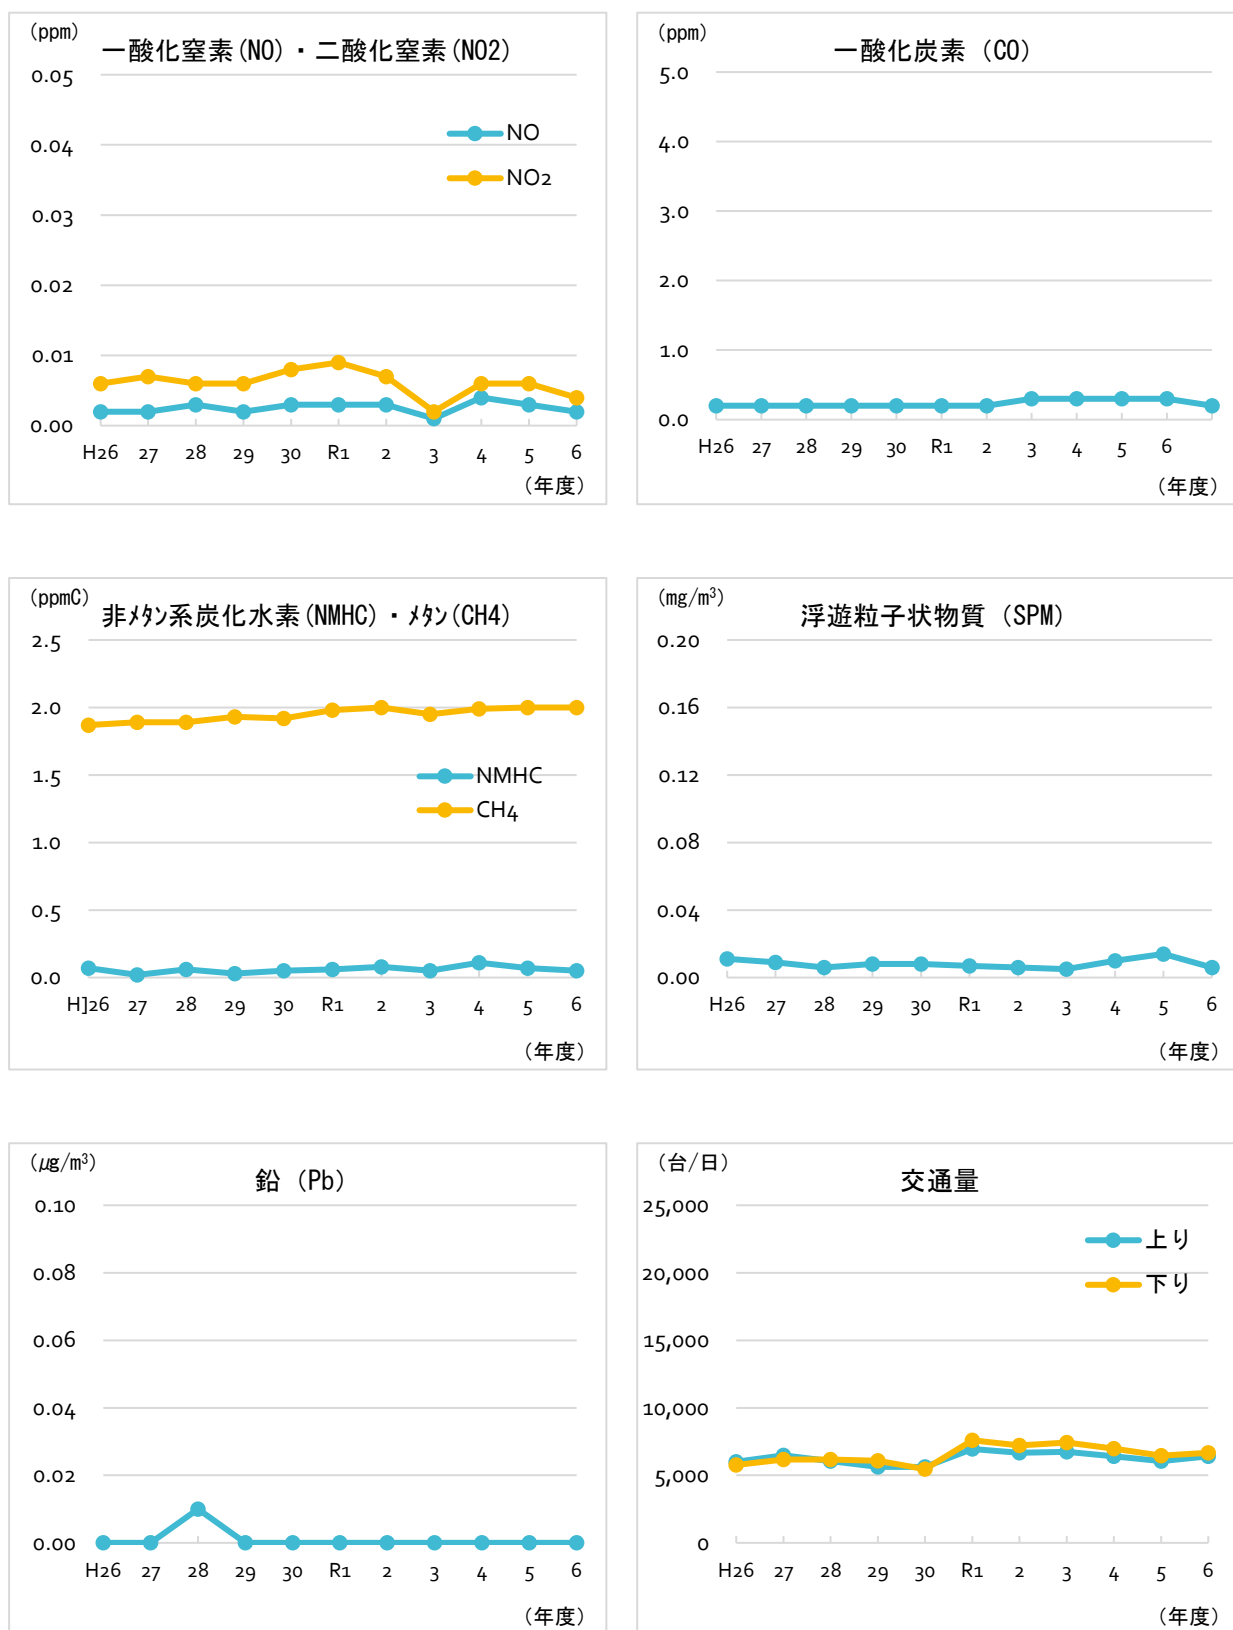 (ppm)
一酸化窒素(NO)・二酸化窒素(NO2)
0.05
0.04
0.03
0.02
0.01
0.00
NO
NO2
H26 27 28 29 30 R1 2 3 4 5 6
(年度)
(ppm)
一酸化炭素 (CO)
5.0
4.0
3.0
2.0
1.0
0.0
H26 27 28 29 30 R1 2 3 4 5 6
(年度)
(ppmC)
非ﾒﾀﾝ系炭化水素(NMHC)・ﾒﾀﾝ(CH4)
2.5
2.0
1.5
1.0
0.5
0.0
NMHC
CH4
H]26 27 28 29 30 R1 2 3 4 5 6
(年度)
(mg/m³)
浮遊粒子状物質 (SPM)
0.20
0.16
0.12
0.08
0.04
0.00
H26 27 28 29 30 R1 2 3 4 5 6
(年度)
(μg/m³)
鉛 (Pb)
0.10
0.08
0.06
0.04
0.02
0.00
H26 27 28 29 30 R1 2 3 4 5 6
(年度)
(台/日)
交通量
25,000
20,000
15,000
10,000
5,000
0
上り
下り
H26 27 28 29 30 R1 2 3 4 5 6
(年度)